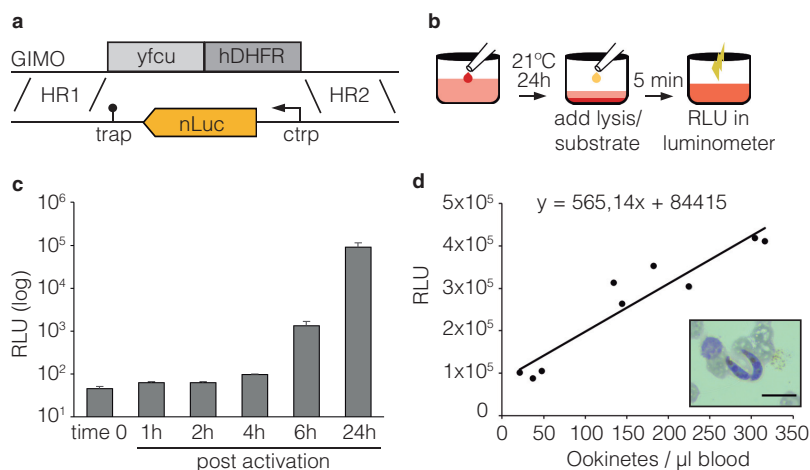 a
GIMO
yfcu
hDHFR
HR1
HR2
trap
nLuc
ctrp
b
21°C
24h
5 min
add lysis/
substrate
RLU in
luminometer
c
RLU (log)
10⁶
10⁵
10⁴
10³
10²
10¹
time 0 1h 2h 4h 6h 24h
post activation
d
y = 565,14x + 84415
RLU
5x10⁵
4x10⁵
3x10⁵
2x10⁵
1x10⁵
0
0 50 100 150 200 250 300 350
Ookinetes / µl blood